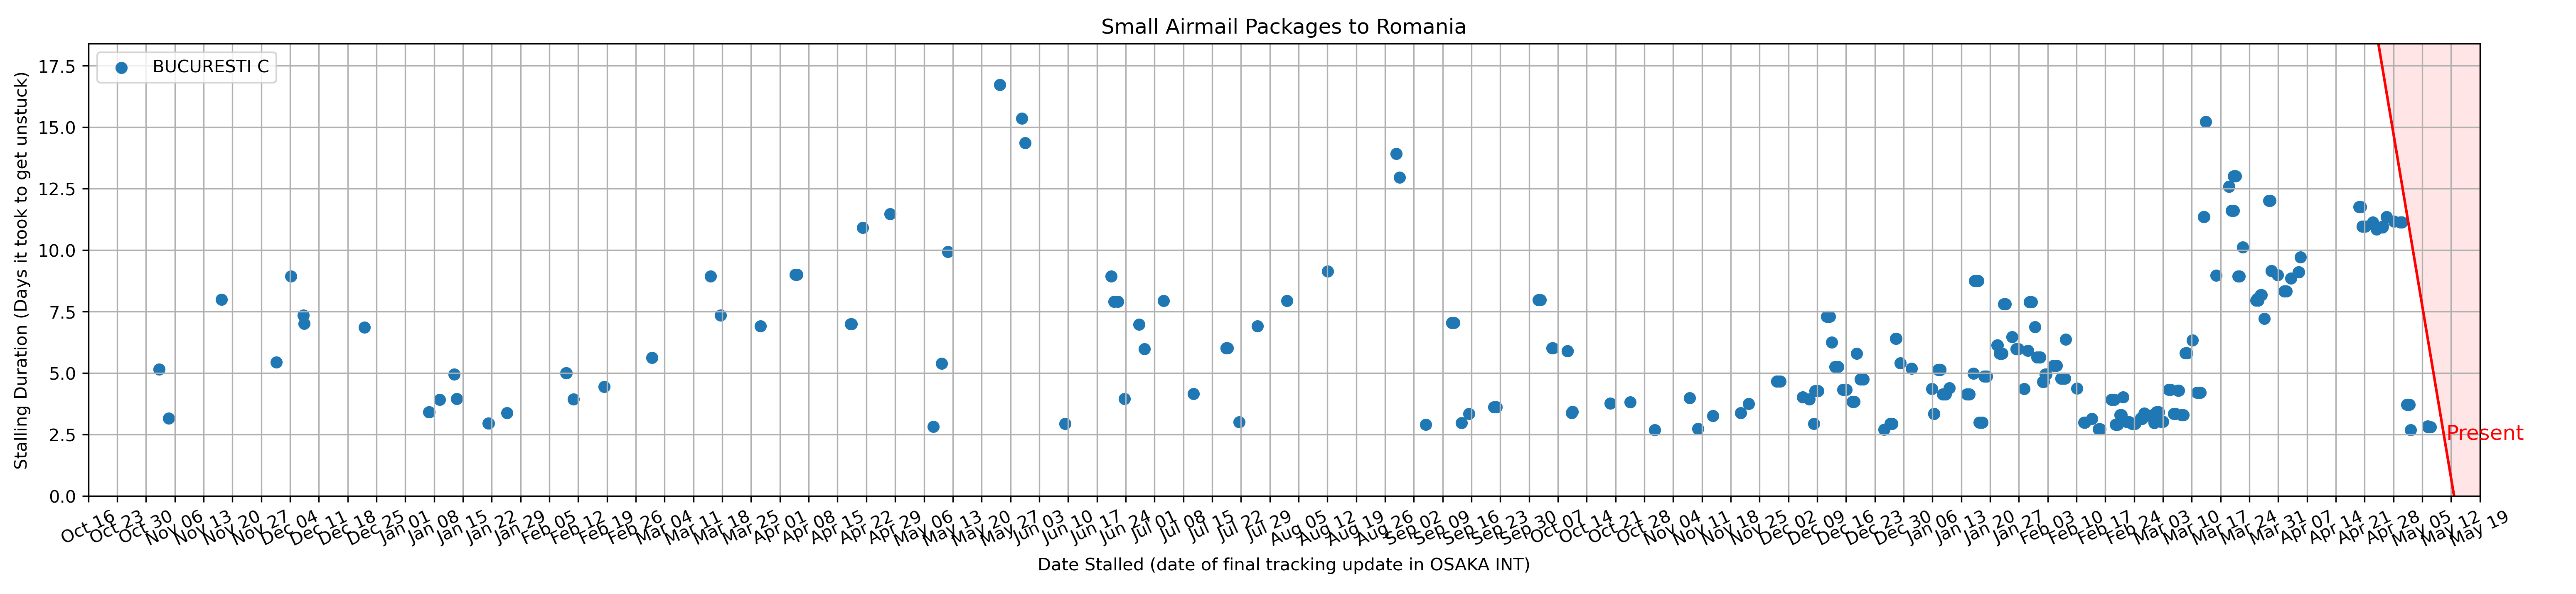 Small Airmail Packages to Romania
BUCURESTI C
Stalling Duration (Days it took to get unstuck)
17.5
15.0
12.5
10.0
7.5
5.0
2.5
0.0
Present
Oct 16 Oct 23 Oct 30 Nov 06 Nov 13 Nov 20 Nov 27 Dec 04 Dec 11 Dec 18 Dec 25 Jan 01 Jan 08 Jan 15 Jan 22 Jan 29 Feb 05 Feb 12 Feb 19 Feb 26 Mar 04 Mar 11 Mar 18 Mar 25 Apr 01 Apr 08 Apr 15 Apr 22 Apr 29 May 06 May 13 May 20 May 27 Jun 03 Jun 10 Jun 17 Jun 24 Jul 01 Jul 08 Jul 15 Jul 22 Jul 29 Aug 05 Aug 12 Aug 19 Aug 26 Sep 02 Sep 09 Sep 16 Sep 23 Sep 30 Oct 07 Oct 14 Oct 21 Oct 28 Nov 04 Nov 11 Nov 18 Nov 25 Dec 02 Dec 09 Dec 16 Dec 23 Dec 30 Jan 06 Jan 13 Jan 20 Jan 27 Feb 03 Feb 10 Feb 17 Feb 24 Mar 03 Mar 10 Mar 17 Mar 24 Mar 31 Apr 07 Apr 14 Apr 21 Apr 28 May 05 May 12 May 19
Date Stalled (date of final tracking update in OSAKA INT)